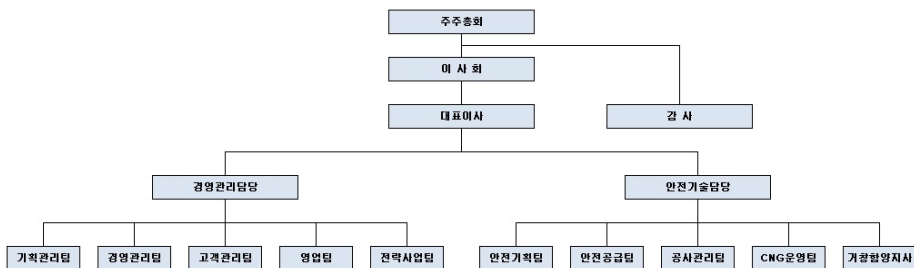 주주총회
이 사 회
대표이사
감 사
경영관리담당
안전기술담당
기획관리팀
경영관리팀
고객관리팀
영업팀
전략사업팀
안전기획팀
안전공급팀
공사관리팀
CNG운영팀
거창함양지사